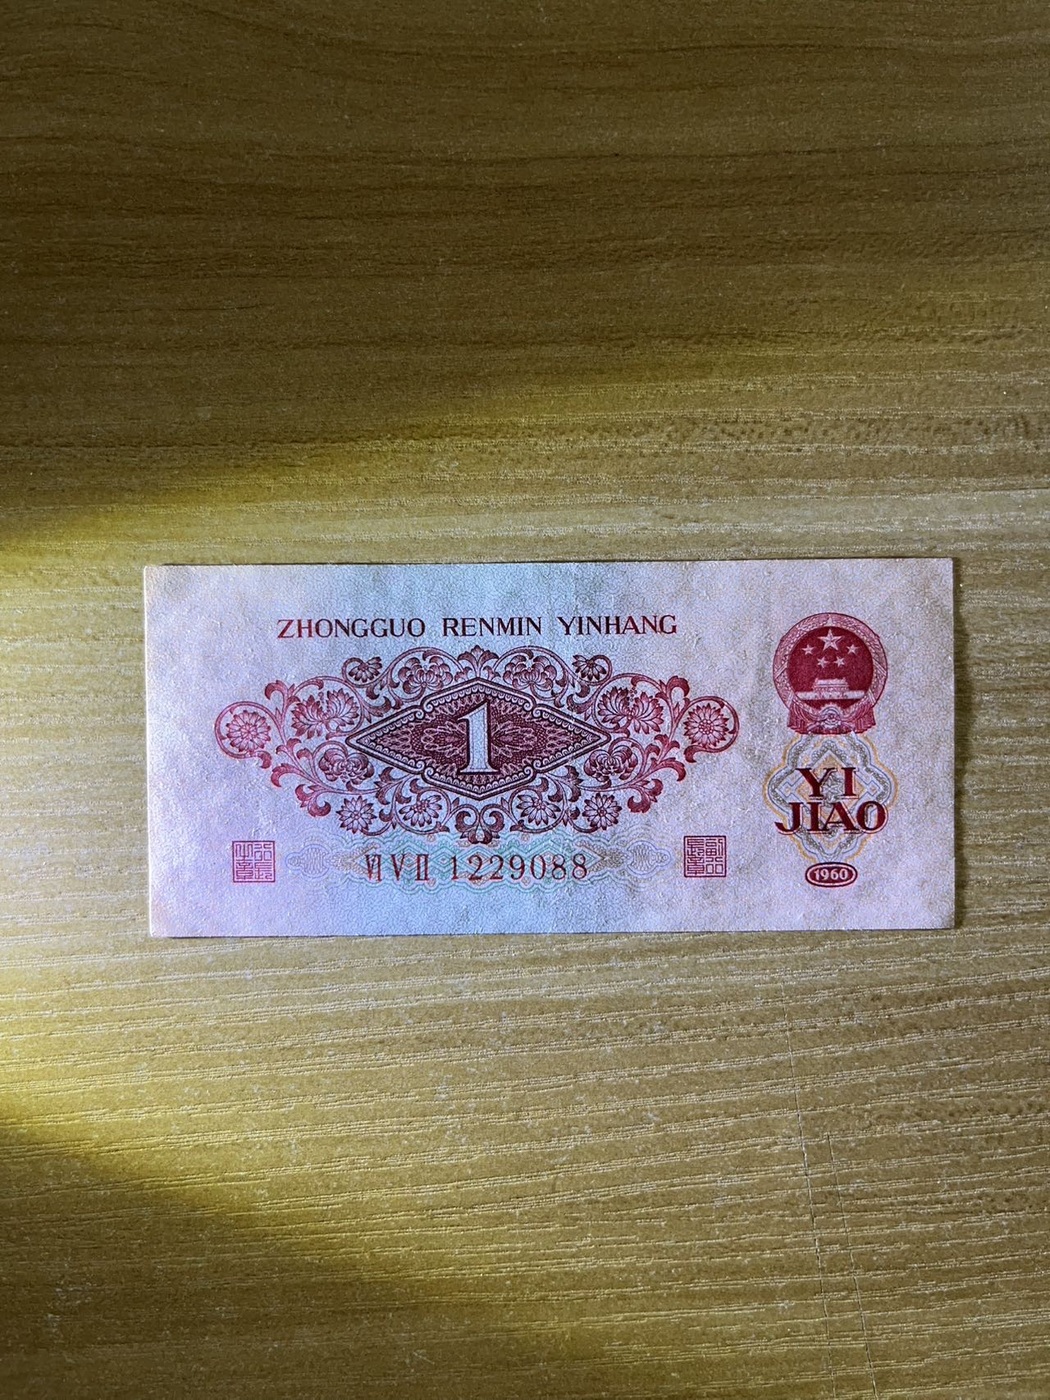 ZHONGGUO RENMIN YINHANG
1
YI
JIAO
VI V II 1229088
1960